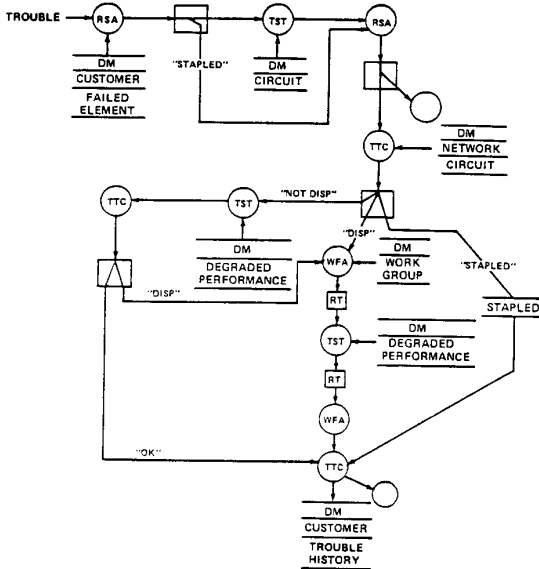 TROUBLE
RSA
TST
RSA
"STAPLED"
DM
CUSTOMER
FAILED
ELEMENT
DM
CIRCUIT
TTC
DM
NETWORK
CIRCUIT
TTC
TST
"NOT DISP"
"DISP"
DM
DEGRADED
PERFORMANCE
WFA
DM
WORK
GROUP
"STAPLED"
STAPLED
"DISP"
RT
TST
DM
DEGRADED
PERFORMANCE
RT
WFA
"OK"
TTC
DM
CUSTOMER
TROUBLE
HISTORY